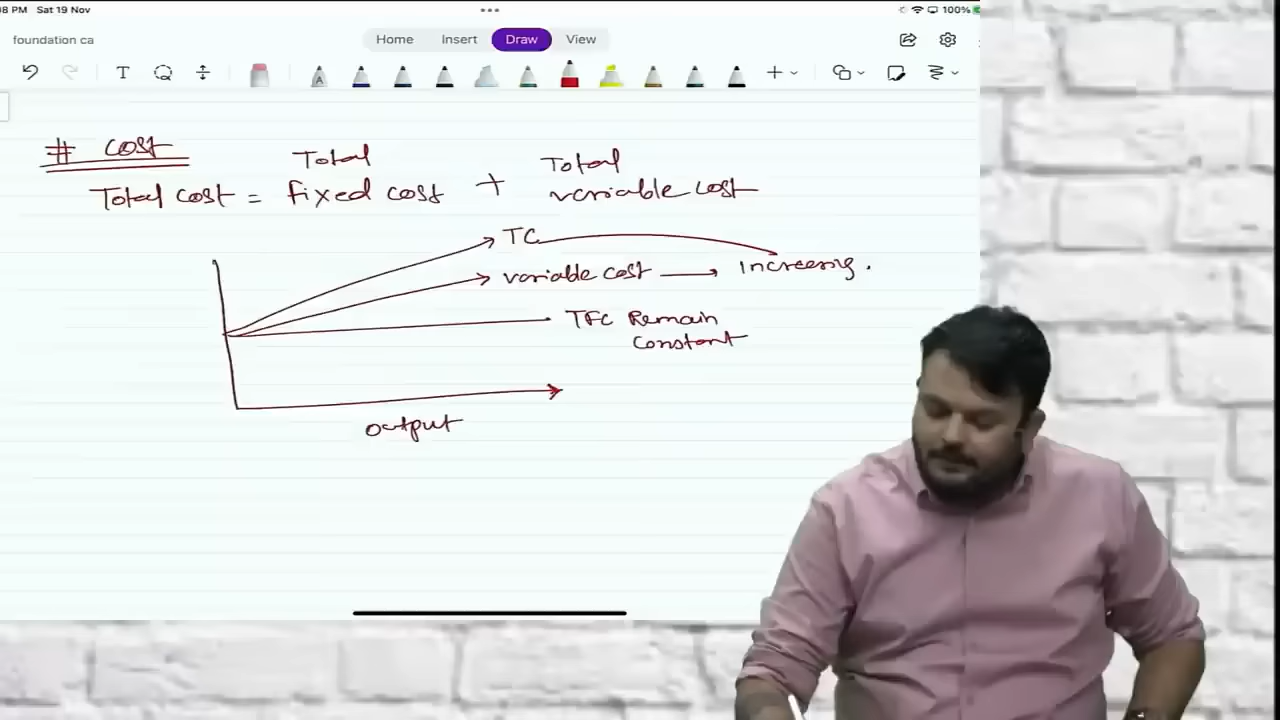 8 PM Sat 19 Nov
100%
foundation ca
Home Insert Draw View
# cost
Total cost = Total fixed cost + Total variable cost
TC
variable cost → Increasing.
TFC Remain
constant
output